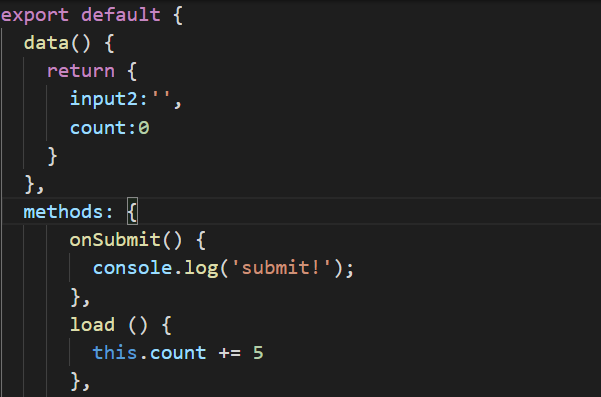 export default {
data() {
return {
input2:'',
count:0
}
},
methods: {
onSubmit() {
console.log('submit!');
},
load () {
this.count += 5
},